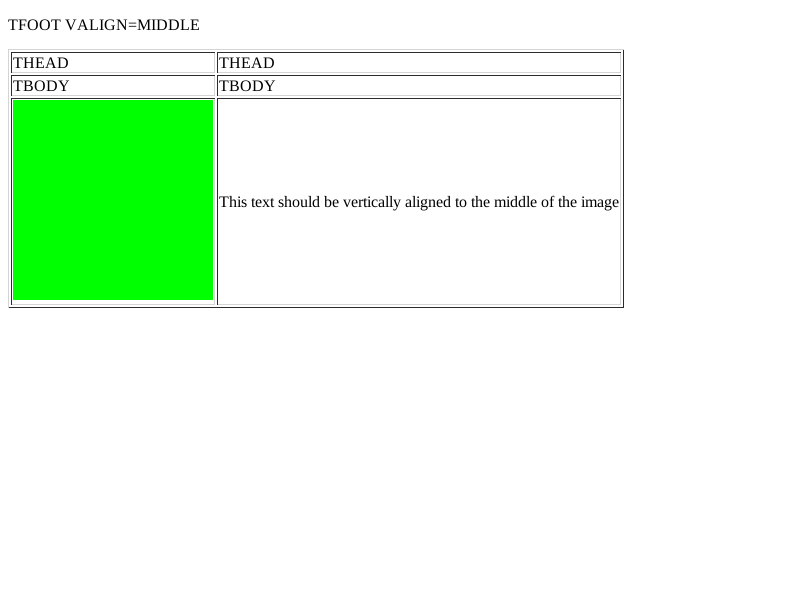 TFOOT VALIGN=MIDDLE
THEAD THEAD
TBODY TBODY
This text should be vertically aligned to the middle of the image